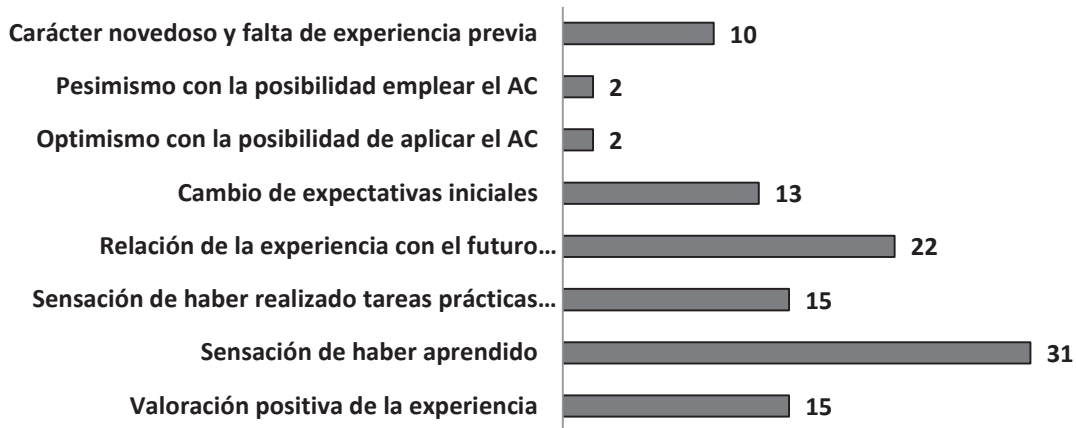 Carácter novedoso y falta de experiencia previa 10
Pesimismo con la posibilidad emplear el AC 2
Optimismo con la posibilidad de aplicar el AC 2
Cambio de expectativas iniciales 13
Relación de la experiencia con el futuro… 22
Sensación de haber realizado tareas prácticas… 15
Sensación de haber aprendido 31
Valoración positiva de la experiencia 15